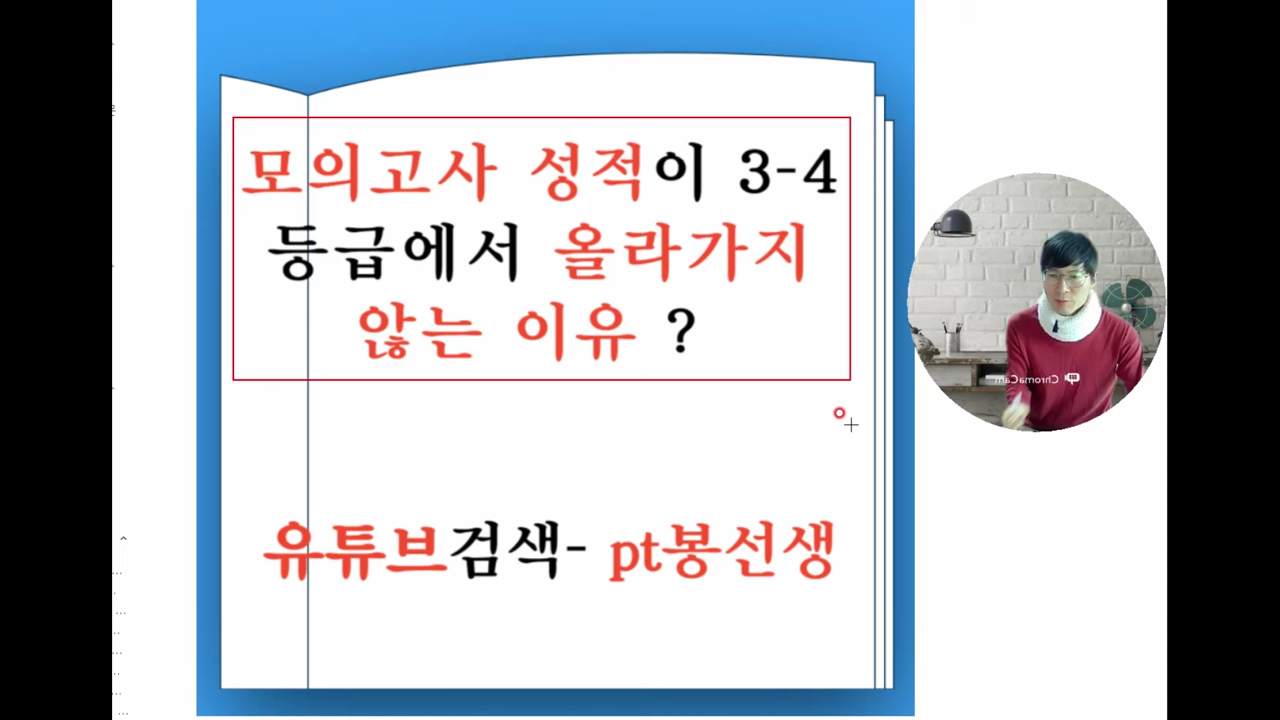 모의고사 성적이 3-4
등급에서 올라가지
않는 이유 ?
유튜브검색- pt봉선생
ChromaCam